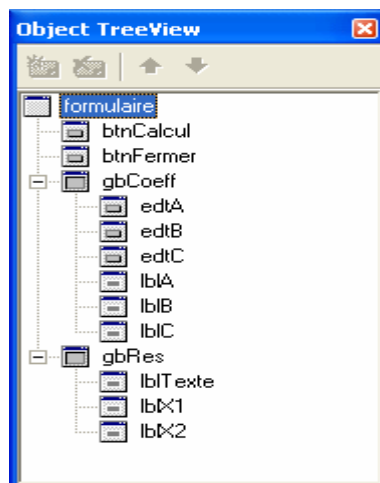 Object TreeView
formulaire
btnCalcul
btnFermer
gbCoeff
edtA
edtB
edtC
lblA
lblB
lblC
gbRes
lblTexte
lblX1
lblX2